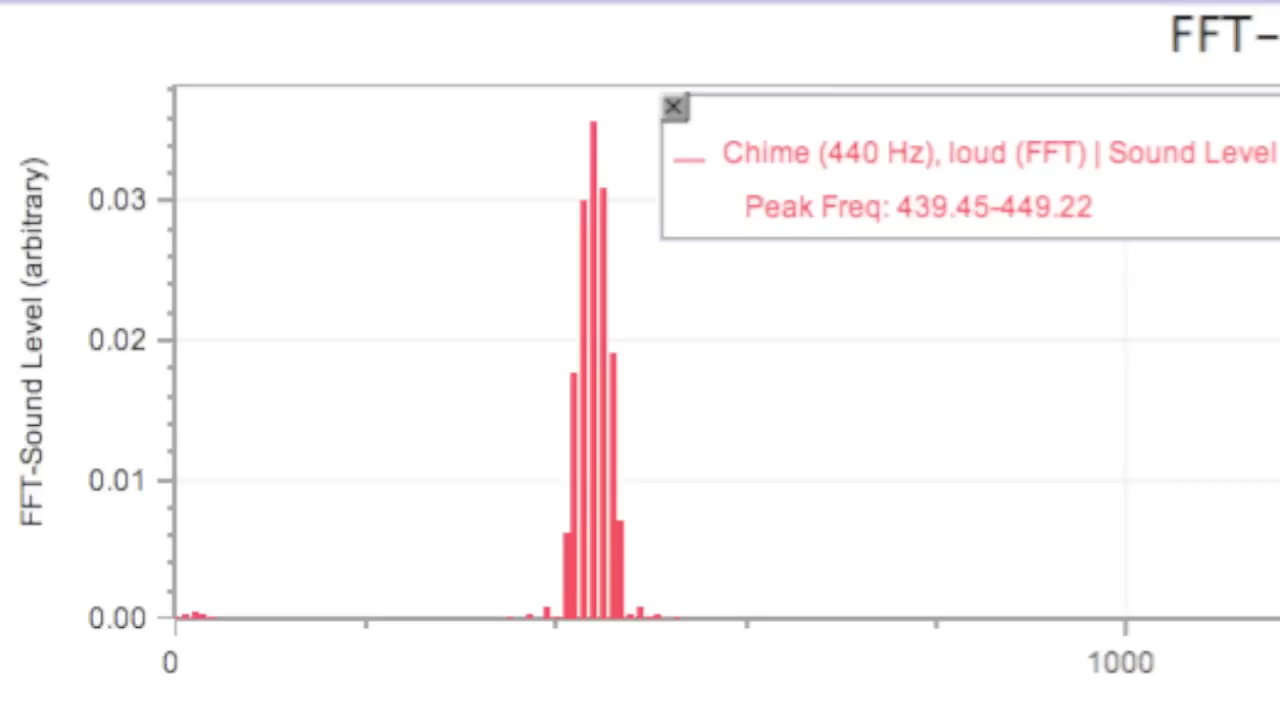 FFT-
Chime (440 Hz), loud (FFT) | Sound Level
Peak Freq: 439.45-449.22
FFT-Sound Level (arbitrary)
0.03
0.02
0.01
0.00
0
1000